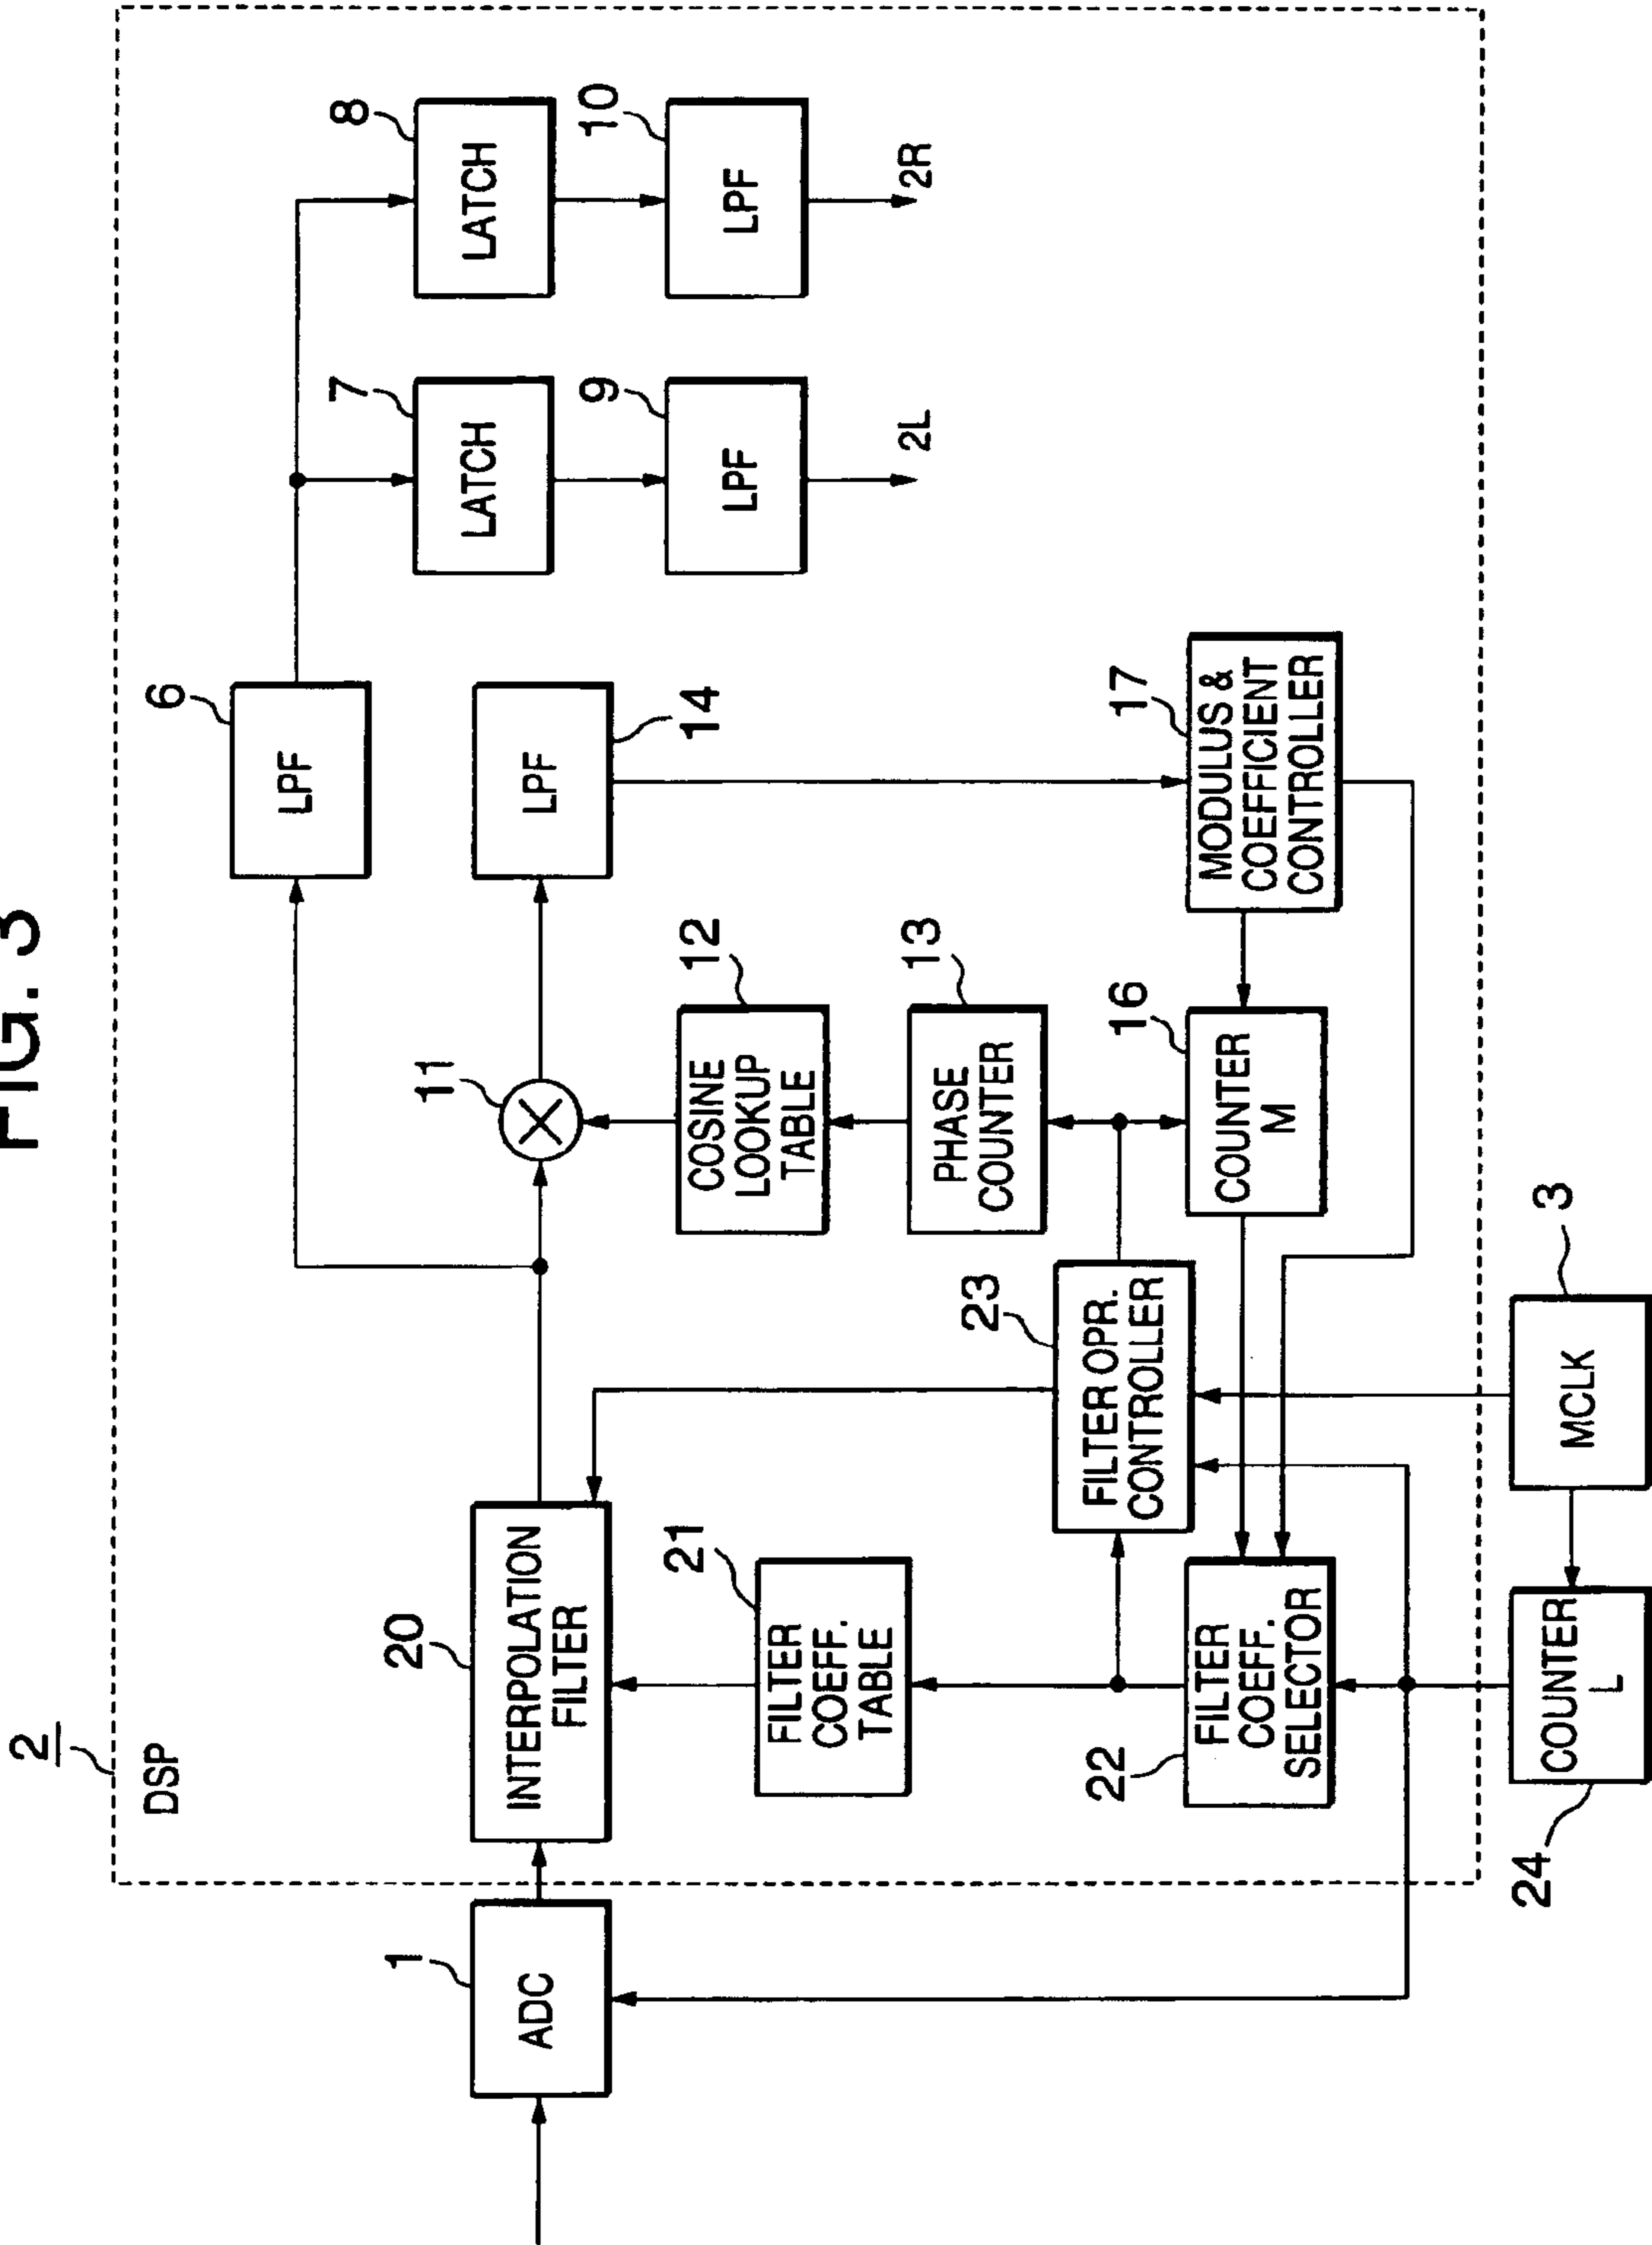 FIG. 3
2
DSP
1
ADC
20
INTERPOLATION
FILTER
21
FILTER
COEFF.
TABLE
22
FILTER
COEFF.
SELECTOR
23
FILTER OPR.
CONTROLLER
24
COUNTER
L
3
MCLK
11
12
COSINE
LOOKUP
TABLE
13
PHASE
COUNTER
16
COUNTER
M
6
LPF
14
LPF
17
MODULUS &
COEFFICIENT
CONTROLLER
7
LATCH
9
LPF
2L
8
LATCH
10
LPF
2R